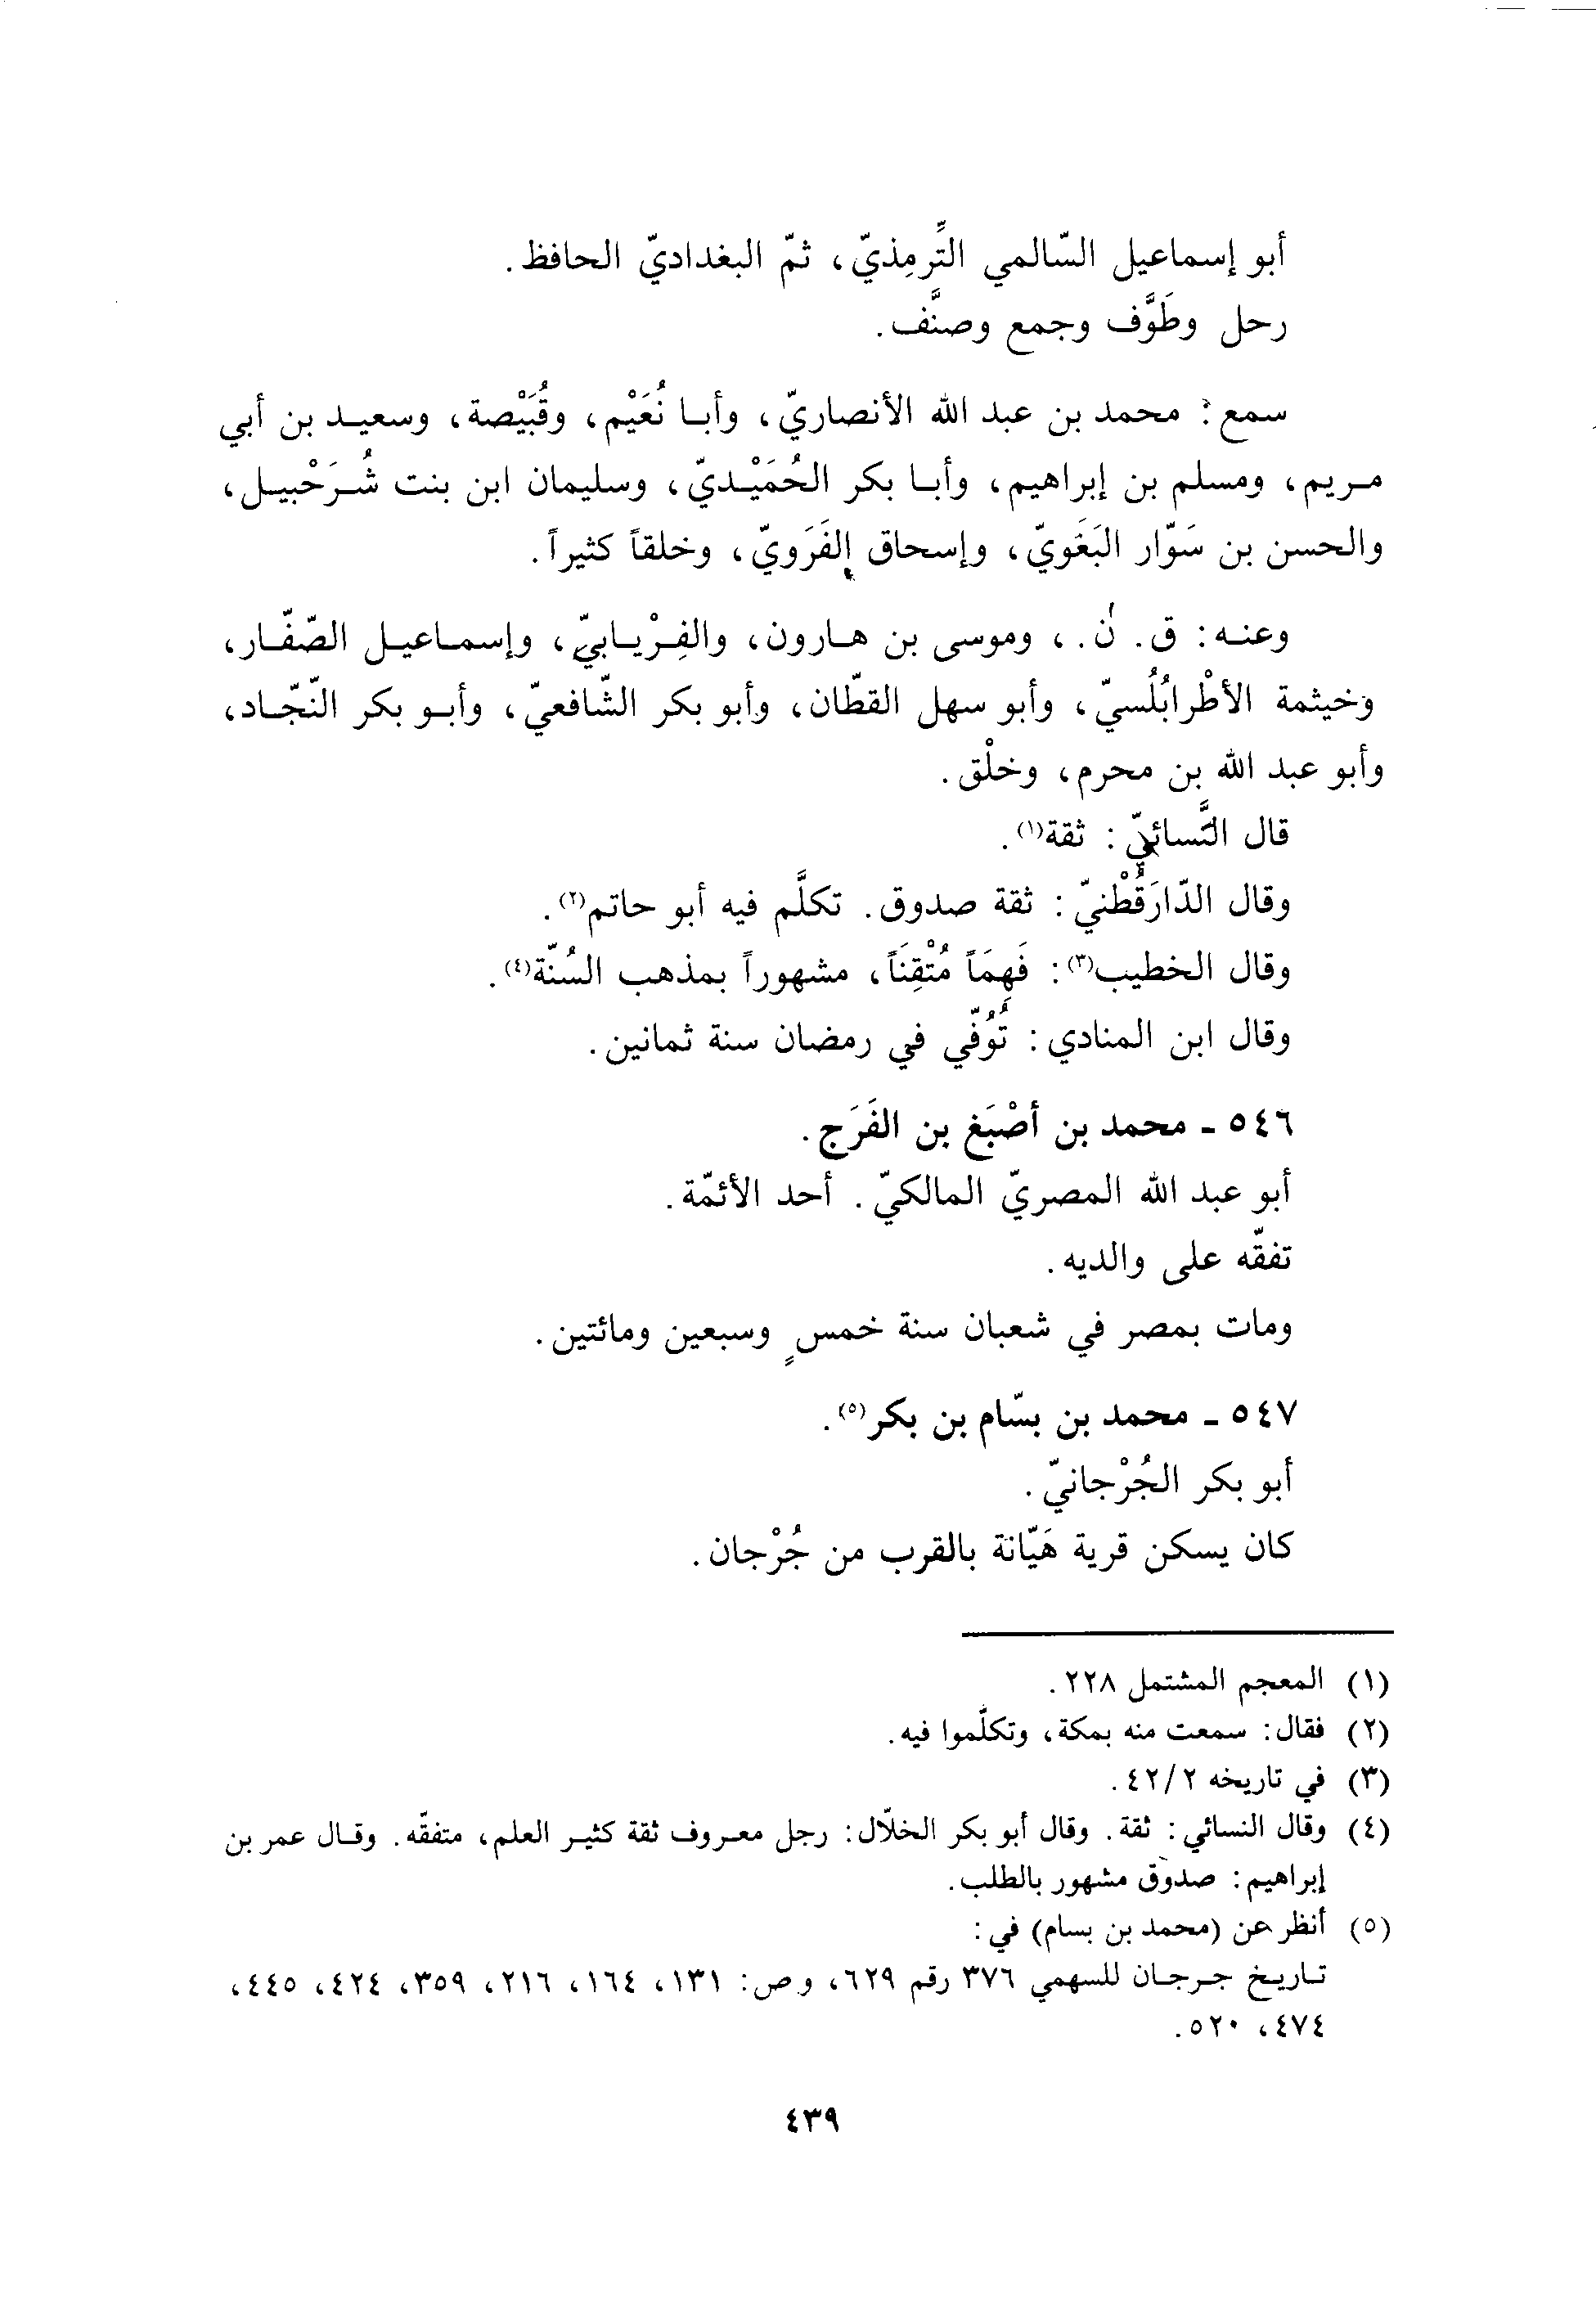 أبو إسماعيل السّالمي التِّرمِذيّ، ثمّ البغداديّ الحافظ.
رحل وطَوَّف وجمع وصنَّف.
سمع: محمد بن عبد الله الأنصاريّ، وأبا نُعَيْم، وقُبَيْصة، وسعيد بن أبي
مريم، ومسلم بن إبراهيم، وأبا بكر الحُمَيْديّ، وسليمان ابن بنت شُرَحْبيل،
والحسن بن سَوّار البَغَويّ، وإسحاق الفَرَويّ، وخلقاً كثيراً.
وعنه: ق. ن.، وموسى بن هارون، والفِرْيابيّ، وإسماعيل الصّفّار،
وخيثمة الأطْرابُلُسيّ، وأبو سهل القطّان، وأبو بكر الشّافعيّ، وأبو بكر النّجّاد،
وأبو عبد الله بن محرم، وخلْق.
قال النَّسائيّ: ثقة(١).
وقال الدّارَقُطْنيّ: ثقة صدوق. تكلَّم فيه أبو حاتم(٢).
وقال الخطيب(٣): فَهِمَاً مُتْقِنَاً، مشهوراً بمذهب السُنّة(٤).
وقال ابن المنادي: تُوُفّي في رمضان سنة ثمانين.
٥٤٦ - محمد بن أصْبَغ بن الفَرَج.
أبو عبد الله المصريّ المالكيّ. أحد الأئمّة.
تفقّه على والديه.
ومات بمصر في شعبان سنة خمسٍ وسبعين ومائتين.
٥٤٧ - محمد بن بسّام بن بكر(٥).
أبو بكر الجُرْجانيّ.
كان يسكن قرية هَيّانة بالقرب من جُرْجان.
(١) المعجم المشتمل ٢٢٨.
(٢) فقال: سمعت منه بمكة، وتكلّموا فيه.
(٣) في تاريخه ٤٢/٢.
(٤) وقال النسائي: ثقة. وقال أبو بكر الخلّال: رجل معروف ثقة كثير العلم، متفقّه. وقال عمر بن
إبراهيم: صدوق مشهور بالطلب.
(٥) أنظر عن (محمد بن بسام) في:
تاريخ جرجان للسهمي ٣٧٦ رقم ٦٢٩، وص: ١٣١، ١٦٤، ٢١٦، ٣٥٩، ٤٢٤، ٤٤٥،
٤٧٤، ٥٢٠.
٤٣٩